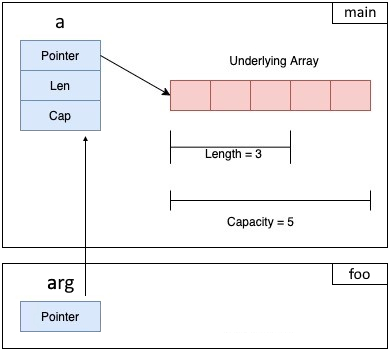 main
a
Pointer
Len
Cap
Underlying Array
Length = 3
Capacity = 5
foo
arg
Pointer